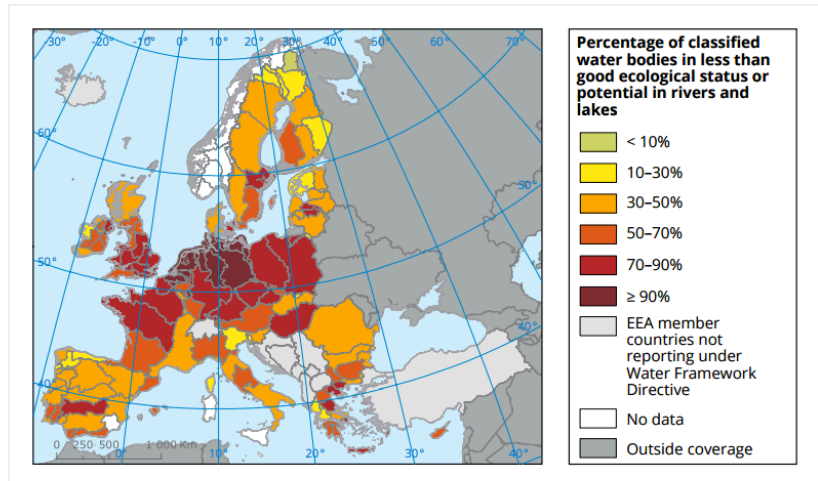 -30°
-20°
-10°
0°
10°
20°
30°
40°
50°
60°
70°
60°
50°
50°
40°
40°
0 250 500 1 000 Km
0°
10°
20°
30°
40°
Percentage of classified
water bodies in less than
good ecological status or
potential in rivers and
lakes
< 10%
10–30%
30–50%
50–70%
70–90%
≥ 90%
EEA member
countries not
reporting under
Water Framework
Directive
No data
Outside coverage